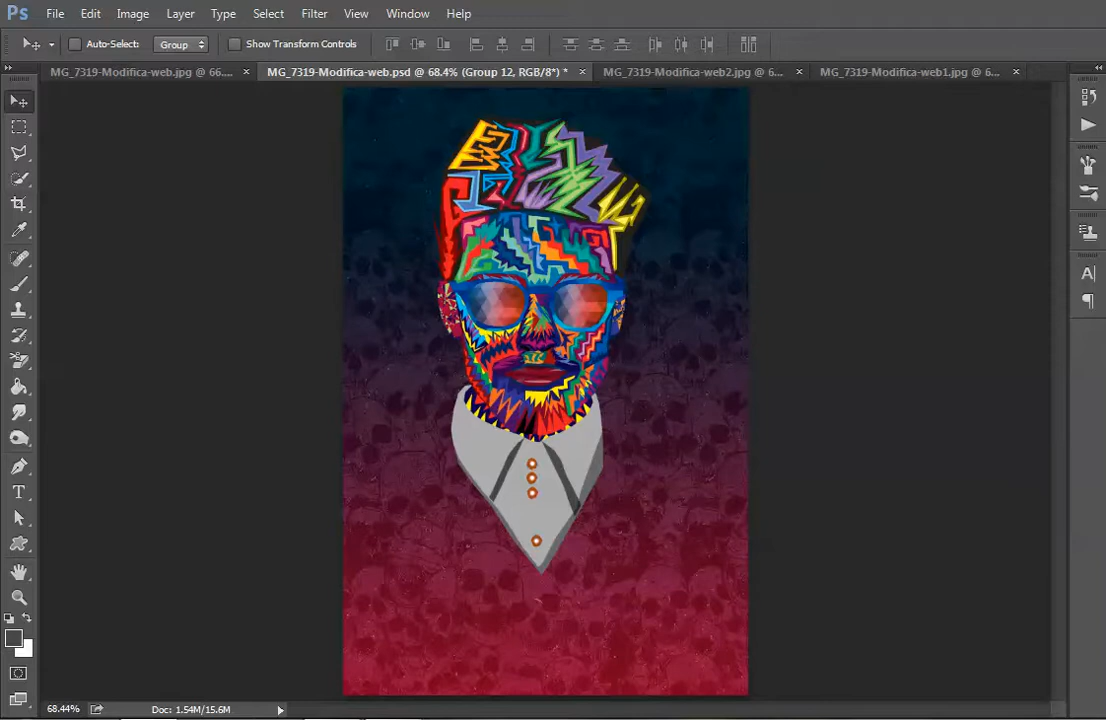 Ps File Edit Image Layer Type Select Filter View Window Help
Auto-Select: Group Show Transform Controls
MG_7319-Modifica-web.jpg @ 66.... × MG_7319-Modifica-web.psd @ 68.4% (Group 12, RGB/8*) * × MG_7319-Modifica-web2.jpg @ 6... × MG_7319-Modifica-web1.jpg @ 6... ×
68.44% Doc: 1.54M/15.6M